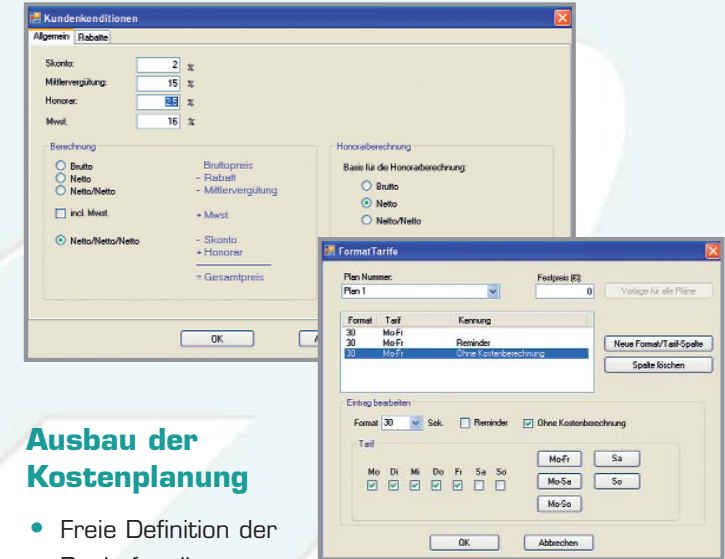 Kundenkonditionen
Allgemein Rabatte
Skonto: 2 %
Mittlervergütung: 15 %
Honorar: 2,5 %
Mwst. 16 %
Berechnung
Brutto
Netto
Netto/Netto
incl. Mwst.
Netto/Netto/Netto
Bruttopreis
- Rabatt
- Mittlervergütung
+ Mwst.
- Skonto
+ Honorar
= Gesamtpreis
Honorarberechnung
Basis für die Honorarberechnung:
Brutto
Netto
Netto/Netto
OK
FormatTarife
Plan Nummer: Festpreis [€]:
Plan 1 0 Vorlage für alle Pläne
Format Tarif Kennung
30 Mo-Fr
30 Mo-Fr Reminder
30 Mo-Fr Ohne Kostenberechnung
Neue Format/Tarif-Spalte
Spalte löschen
Eintrag bearbeiten
Format 30 Sek. Reminder Ohne Kostenberechnung
Tarif
Mo Di Mi Do Fr Sa So
Mo-Fr Sa
Mo-Sa So
Mo-So
OK Abbrechen
Ausbau der
Kostenplanung
• Freie Definition der